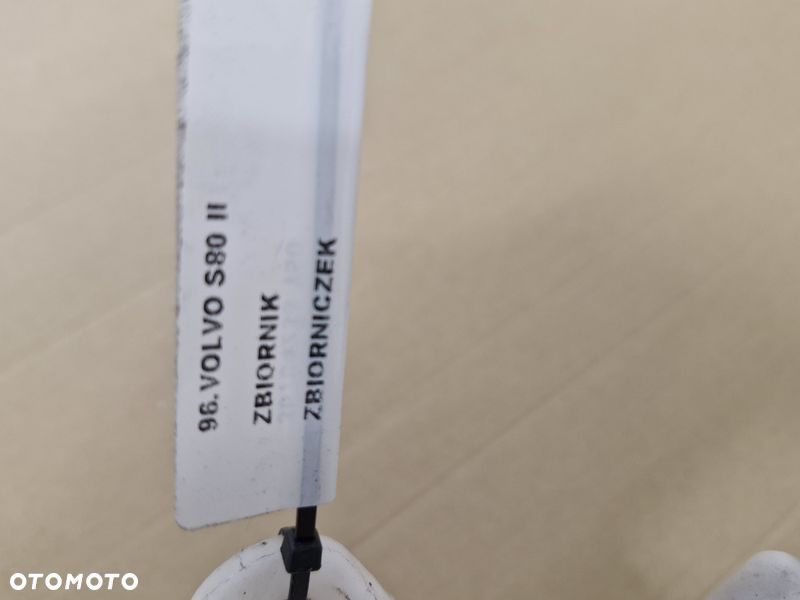 96.VOLVO S80 II
ZBIORNIK
ZBIORNICZEK
OTOMOTO